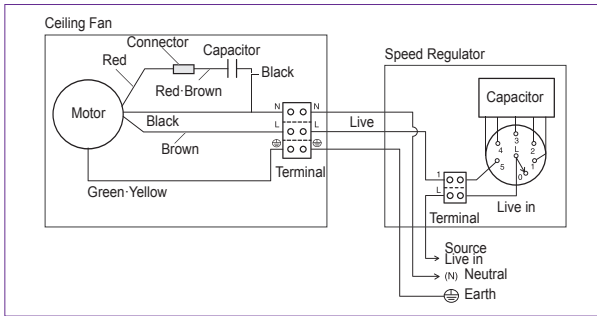 Ceiling Fan
Connector
Capacitor
Red
Black
Red·Brown
Motor
Black
Brown
Green·Yellow
N
N
L
L
Live
Terminal
Speed Regulator
Capacitor
3
4
2
L
5
1
0
1
L
Live in
Terminal
Source
Live in
(N) Neutral
Earth